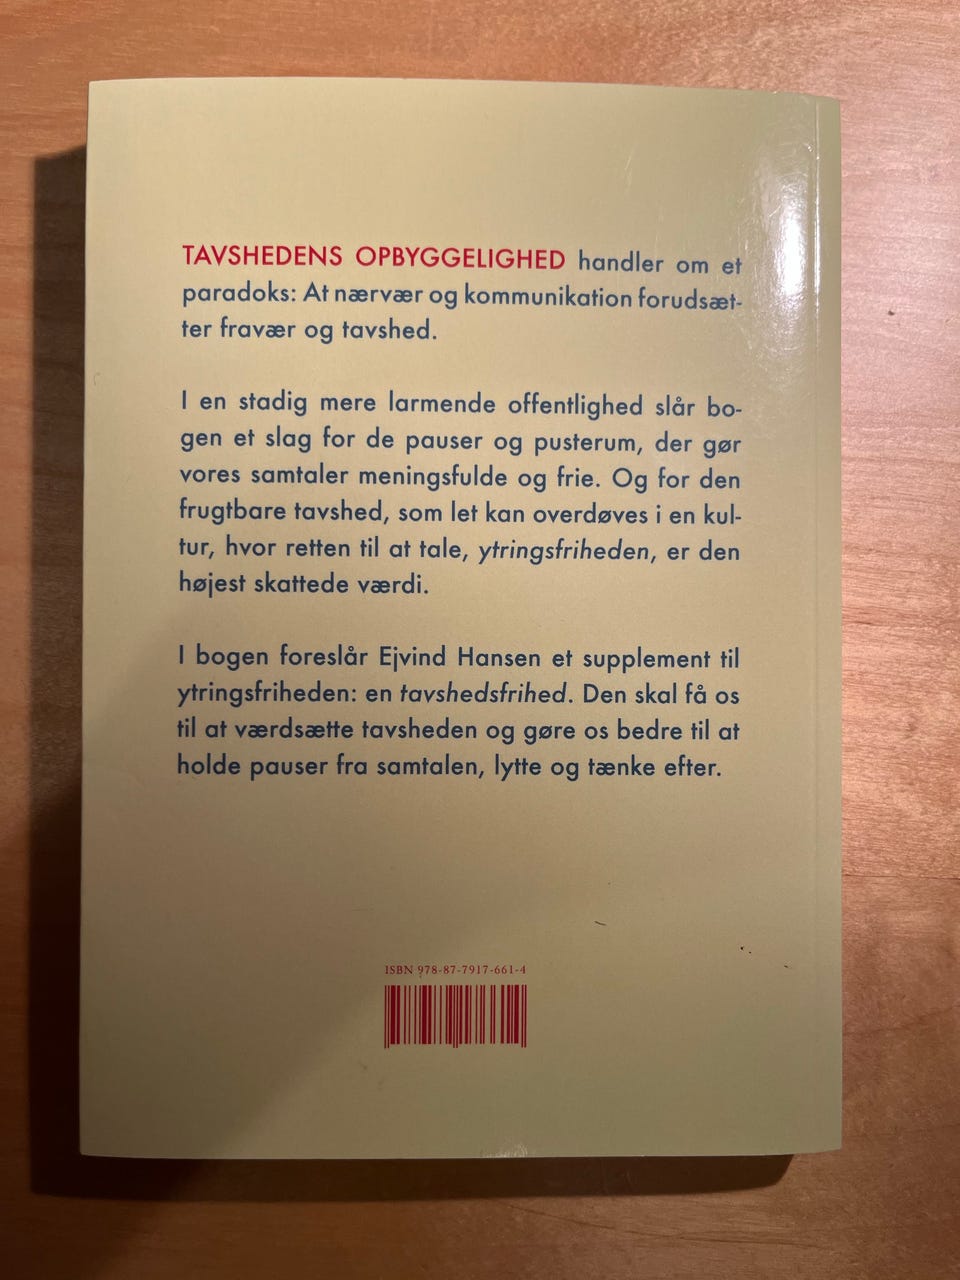 TAVSHEDENS OPBYGGELIGHED handler om et
paradoks: At nærvær og kommunikation forudsæt-
ter fravær og tavshed.
I en stadig mere larmende offentlighed slår bo-
gen et slag for de pauser og pusterum, der gør
vores samtaler meningsfulde og frie. Og for den
frugtbare tavshed, som let kan overdøves i en kul-
tur, hvor retten til at tale, ytringsfriheden, er den
højest skattede værdi.
I bogen foreslår Ejvind Hansen et supplement til
ytringsfriheden: en tavshedsfrihed. Den skal få os
til at værdsætte tavsheden og gøre os bedre til at
holde pauser fra samtalen, lytte og tænke efter.
ISBN 978-87-7917-661-4